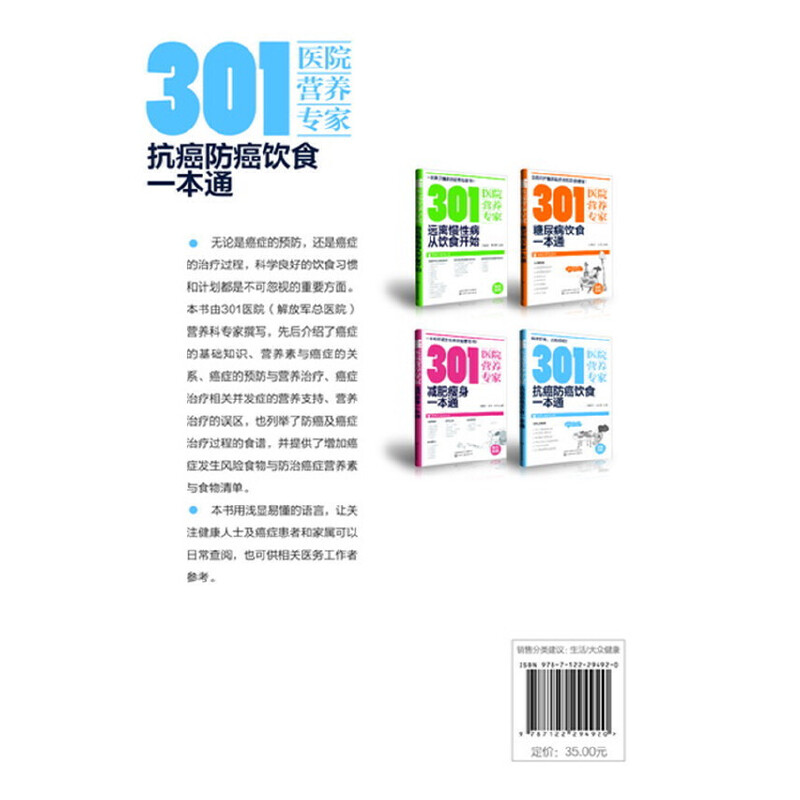 301
医院
营养
专家
抗癌防癌饮食
一本通
● 无论是癌症的预防，还是癌症
的治疗过程，科学良好的饮食习惯
和计划都是不可忽视的重要方面。
本书由301医院（解放军总医院）
营养科专家撰写，先后介绍了癌症
的基础知识、营养素与癌症的关
系、癌症的预防与营养治疗、癌症
治疗相关并发症的营养支持、营养
治疗的误区，也列举了防癌及癌症
治疗过程的食谱，并提供了增加癌
症发生风险食物与防治癌症营养素
与食物清单。
● 本书用浅显易懂的语言，让关
注健康人士及癌症患者和家属可以
日常查阅，也可供相关医务工作者
参考。
301
医院
营养
专家
远离慢性病
从饮食开始
301
医院
营养
专家
糖尿病饮食
一本通
301
医院
营养
专家
减肥瘦身
一本通
301
医院
营养
专家
抗癌防癌饮食
一本通
销售分类建议：生活/大众健康
ISBN 978-7-122-29492-0
9 787122 294920 >
定价：35.00元